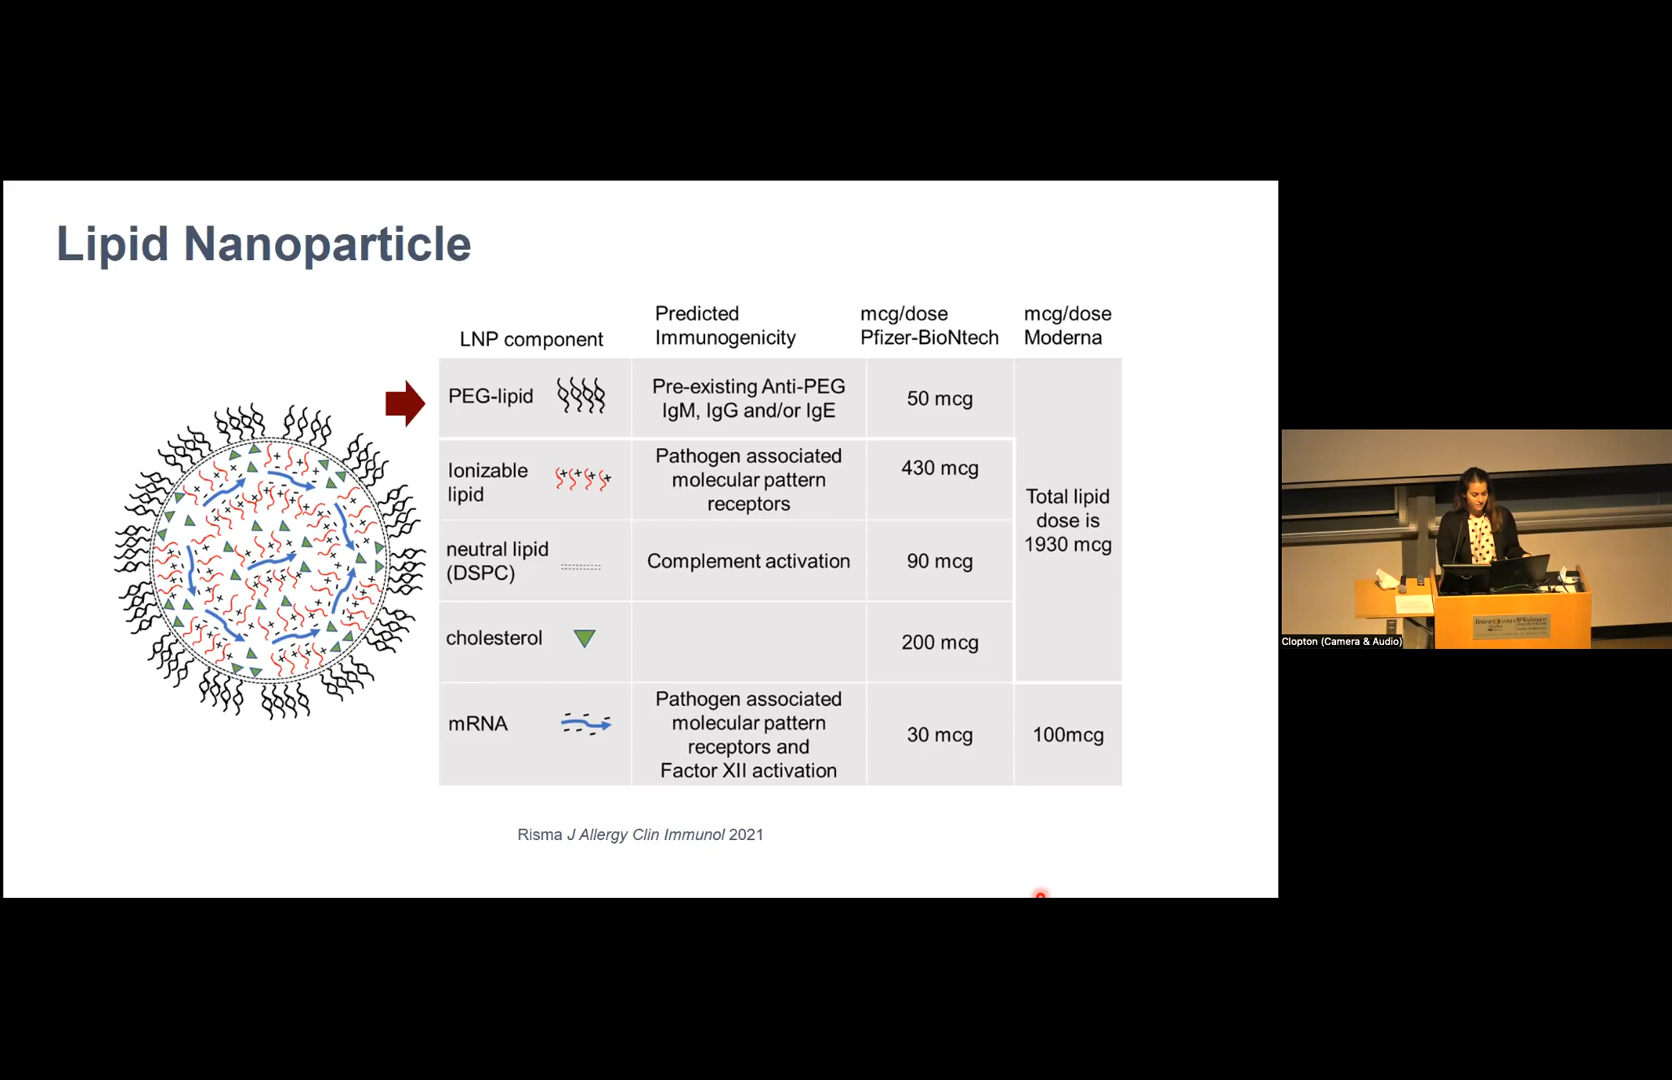 Lipid Nanoparticle
LNP component
Predicted
Immunogenicity
mcg/dose
Pfizer-BioNtech
mcg/dose
Moderna
PEG-lipid
Pre-existing Anti-PEG
IgM, IgG and/or IgE
50 mcg
Ionizable
lipid
Pathogen associated
molecular pattern
receptors
430 mcg
Total lipid
dose is
1930 mcg
neutral lipid
(DSPC)
Complement activation
90 mcg
cholesterol
200 mcg
mRNA
Pathogen associated
molecular pattern
receptors and
Factor XII activation
30 mcg
100mcg
Risma J Allergy Clin Immunol 2021
Clopton (Camera & Audio)